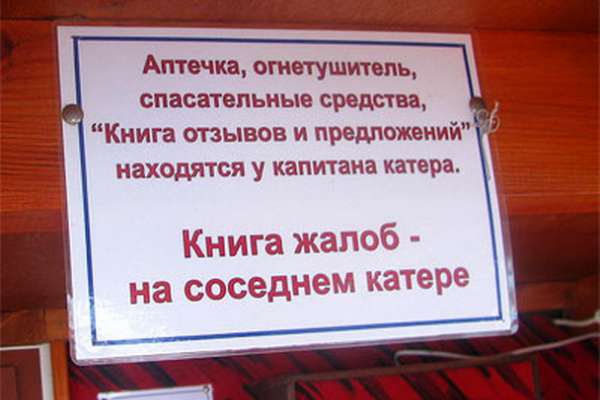 Аптечка, огнетушитель,
спасательные средства,
“Книга отзывов и предложений”
находятся у капитана катера.
Книга жалоб -
на соседнем катере